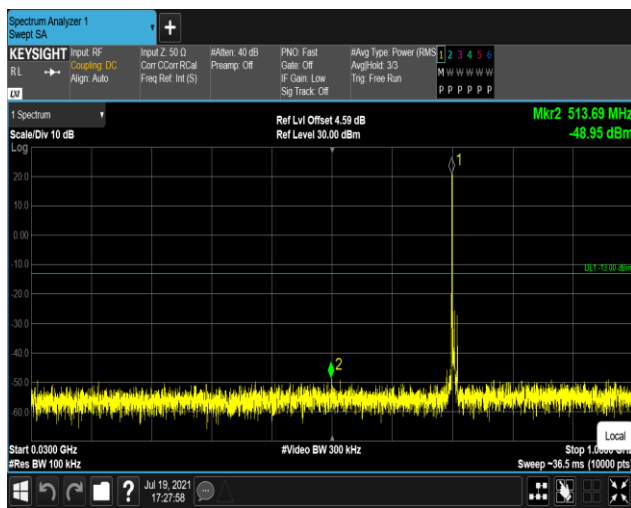 Spectrum Analyzer 1
Swept SA
+
KEYSIGHT Input: RF Input Z: 50 Ω #Atten: 40 dB PNO: Fast #Avg Type: Power (RMS 1 2 3 4 5 6
RL Coupling: DC Corr CCorr RCal Preamp: Off Gate: Off Avg|Hold: 3/3 M W W W W W
Align: Auto Freq Ref: Int (S) IF Gain: Low Trig: Free Run
LXI Sig Track: Off P P P P P P
1 Spectrum
Ref Lvl Offset 4.59 dB Mkr2 513.69 MHz
Scale/Div 10 dB Ref Level 30.00 dBm -48.95 dBm
Log
1
20.0
10.0
0.00
-10.0
DL1 -13.00 dBm
-20.0
-30.0
-40.0
2
-50.0
-60.0
Local
Start 0.0300 GHz #Video BW 300 kHz
#Res BW 100 kHz Sweep ~36.5 ms (10000 pts)
?
Jul 19, 2021
17:27:58